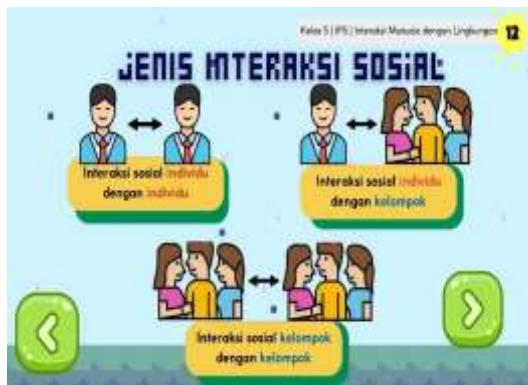 Kelas 5 | IPS | Interaksi Manusia dengan Lingkungan
12
JENIS INTERAKSI SOSIAL
Interaksi sosial individu
dengan individu
Interaksi sosial individu
dengan kelompok
Interaksi sosial kelompok
dengan kelompok